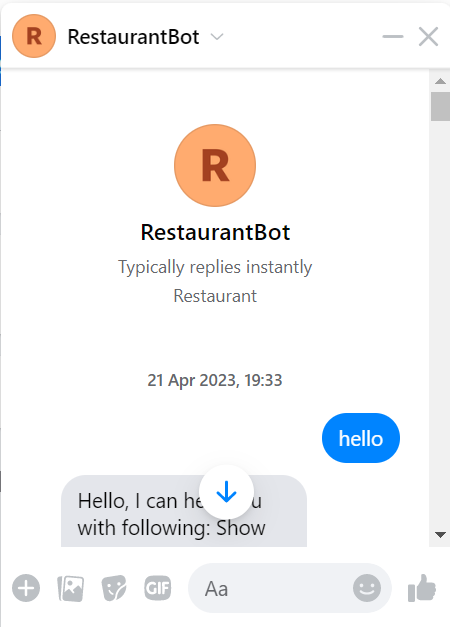 R RestaurantBot
R
RestaurantBot
Typically replies instantly
Restaurant
21 Apr 2023, 19:33
hello
Hello, I can he u
with following: Show
GIF Aa